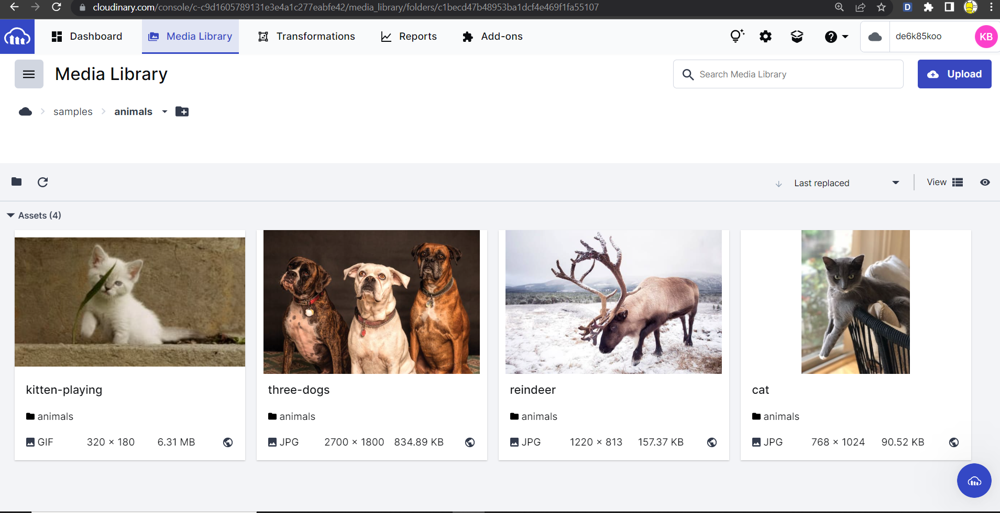 cloudinary.com/console/c-c9d1605789131e3e4a1c277eabfe42/media_library/folders/c1becd47b48953ba1dcf4e469f1fa55107
D
Dashboard
Media Library
Transformations
Reports
Add-ons
?
de6k85koo
KB
Media Library
Search Media Library
Upload
samples
animals
Last replaced
View
Assets (4)
kitten-playing
animals
GIF 320 × 180 6.31 MB
three-dogs
animals
JPG 2700 × 1800 834.89 KB
reindeer
animals
JPG 1220 × 813 157.37 KB
cat
animals
JPG 768 × 1024 90.52 KB